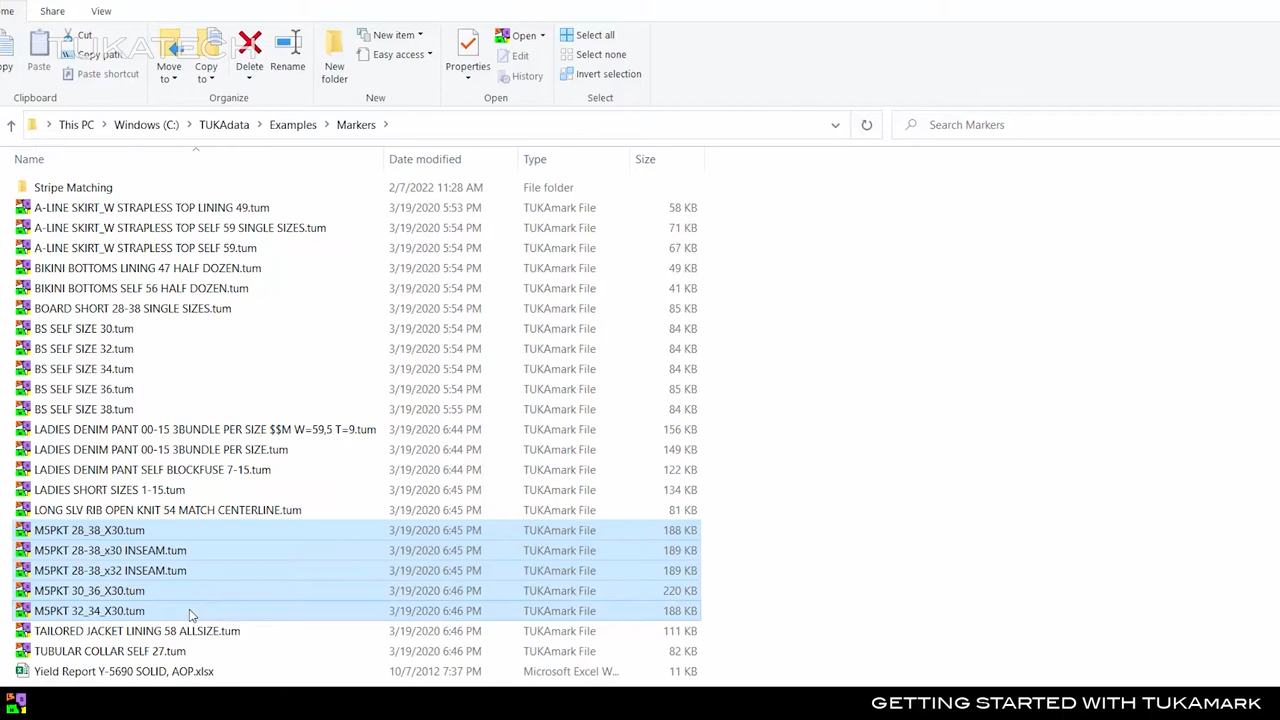 me Share View
Cut
TUKATECH
Copy path
Paste shortcut
opy
Paste
Move to
Copy to
Delete
Rename
New folder
New item
Easy access
Properties
Open
Edit
History
Select all
Select none
Invert selection
Clipboard Organize New Open Select
This PC > Windows (C:) > TUKAdata > Examples > Markers >
Search Markers
Name Date modified Type Size
Stripe Matching 2/7/2022 11:28 AM File folder
A-LINE SKIRT_W STRAPLESS TOP LINING 49.tum 3/19/2020 5:53 PM TUKAmark File 58 KB
A-LINE SKIRT_W STRAPLESS TOP SELF 59 SINGLE SIZES.tum 3/19/2020 5:54 PM TUKAmark File 71 KB
A-LINE SKIRT_W STRAPLESS TOP SELF 59.tum 3/19/2020 5:54 PM TUKAmark File 67 KB
BIKINI BOTTOMS LINING 47 HALF DOZEN.tum 3/19/2020 5:54 PM TUKAmark File 49 KB
BIKINI BOTTOMS SELF 56 HALF DOZEN.tum 3/19/2020 5:54 PM TUKAmark File 41 KB
BOARD SHORT 28-38 SINGLE SIZES.tum 3/19/2020 5:54 PM TUKAmark File 85 KB
BS SELF SIZE 30.tum 3/19/2020 5:54 PM TUKAmark File 84 KB
BS SELF SIZE 32.tum 3/19/2020 5:54 PM TUKAmark File 84 KB
BS SELF SIZE 34.tum 3/19/2020 5:54 PM TUKAmark File 84 KB
BS SELF SIZE 36.tum 3/19/2020 5:54 PM TUKAmark File 85 KB
BS SELF SIZE 38.tum 3/19/2020 5:55 PM TUKAmark File 84 KB
LADIES DENIM PANT 00-15 3BUNDLE PER SIZE $$M W=59,5 T=9.tum 3/19/2020 6:44 PM TUKAmark File 156 KB
LADIES DENIM PANT 00-15 3BUNDLE PER SIZE.tum 3/19/2020 6:44 PM TUKAmark File 149 KB
LADIES DENIM PANT SELF BLOCKFUSE 7-15.tum 3/19/2020 6:44 PM TUKAmark File 122 KB
LADIES SHORT SIZES 1-15.tum 3/19/2020 6:45 PM TUKAmark File 134 KB
LONG SLV RIB OPEN KNIT 54 MATCH CENTERLINE.tum 3/19/2020 6:45 PM TUKAmark File 81 KB
M5PKT 28_38_X30.tum 3/19/2020 6:45 PM TUKAmark File 188 KB
M5PKT 28-38_x30 INSEAM.tum 3/19/2020 6:45 PM TUKAmark File 189 KB
M5PKT 28-38_x32 INSEAM.tum 3/19/2020 6:45 PM TUKAmark File 189 KB
M5PKT 30_36_X30.tum 3/19/2020 6:46 PM TUKAmark File 220 KB
M5PKT 32_34_X30.tum 3/19/2020 6:46 PM TUKAmark File 188 KB
TAILORED JACKET LINING 58 ALLSIZE.tum 3/19/2020 6:46 PM TUKAmark File 111 KB
TUBULAR COLLAR SELF 27.tum 3/19/2020 6:46 PM TUKAmark File 82 KB
Yield Report Y-5690 SOLID, AOP.xlsx 10/7/2012 7:37 PM Microsoft Excel W... 11 KB
GETTING STARTED WITH TUKAMARK